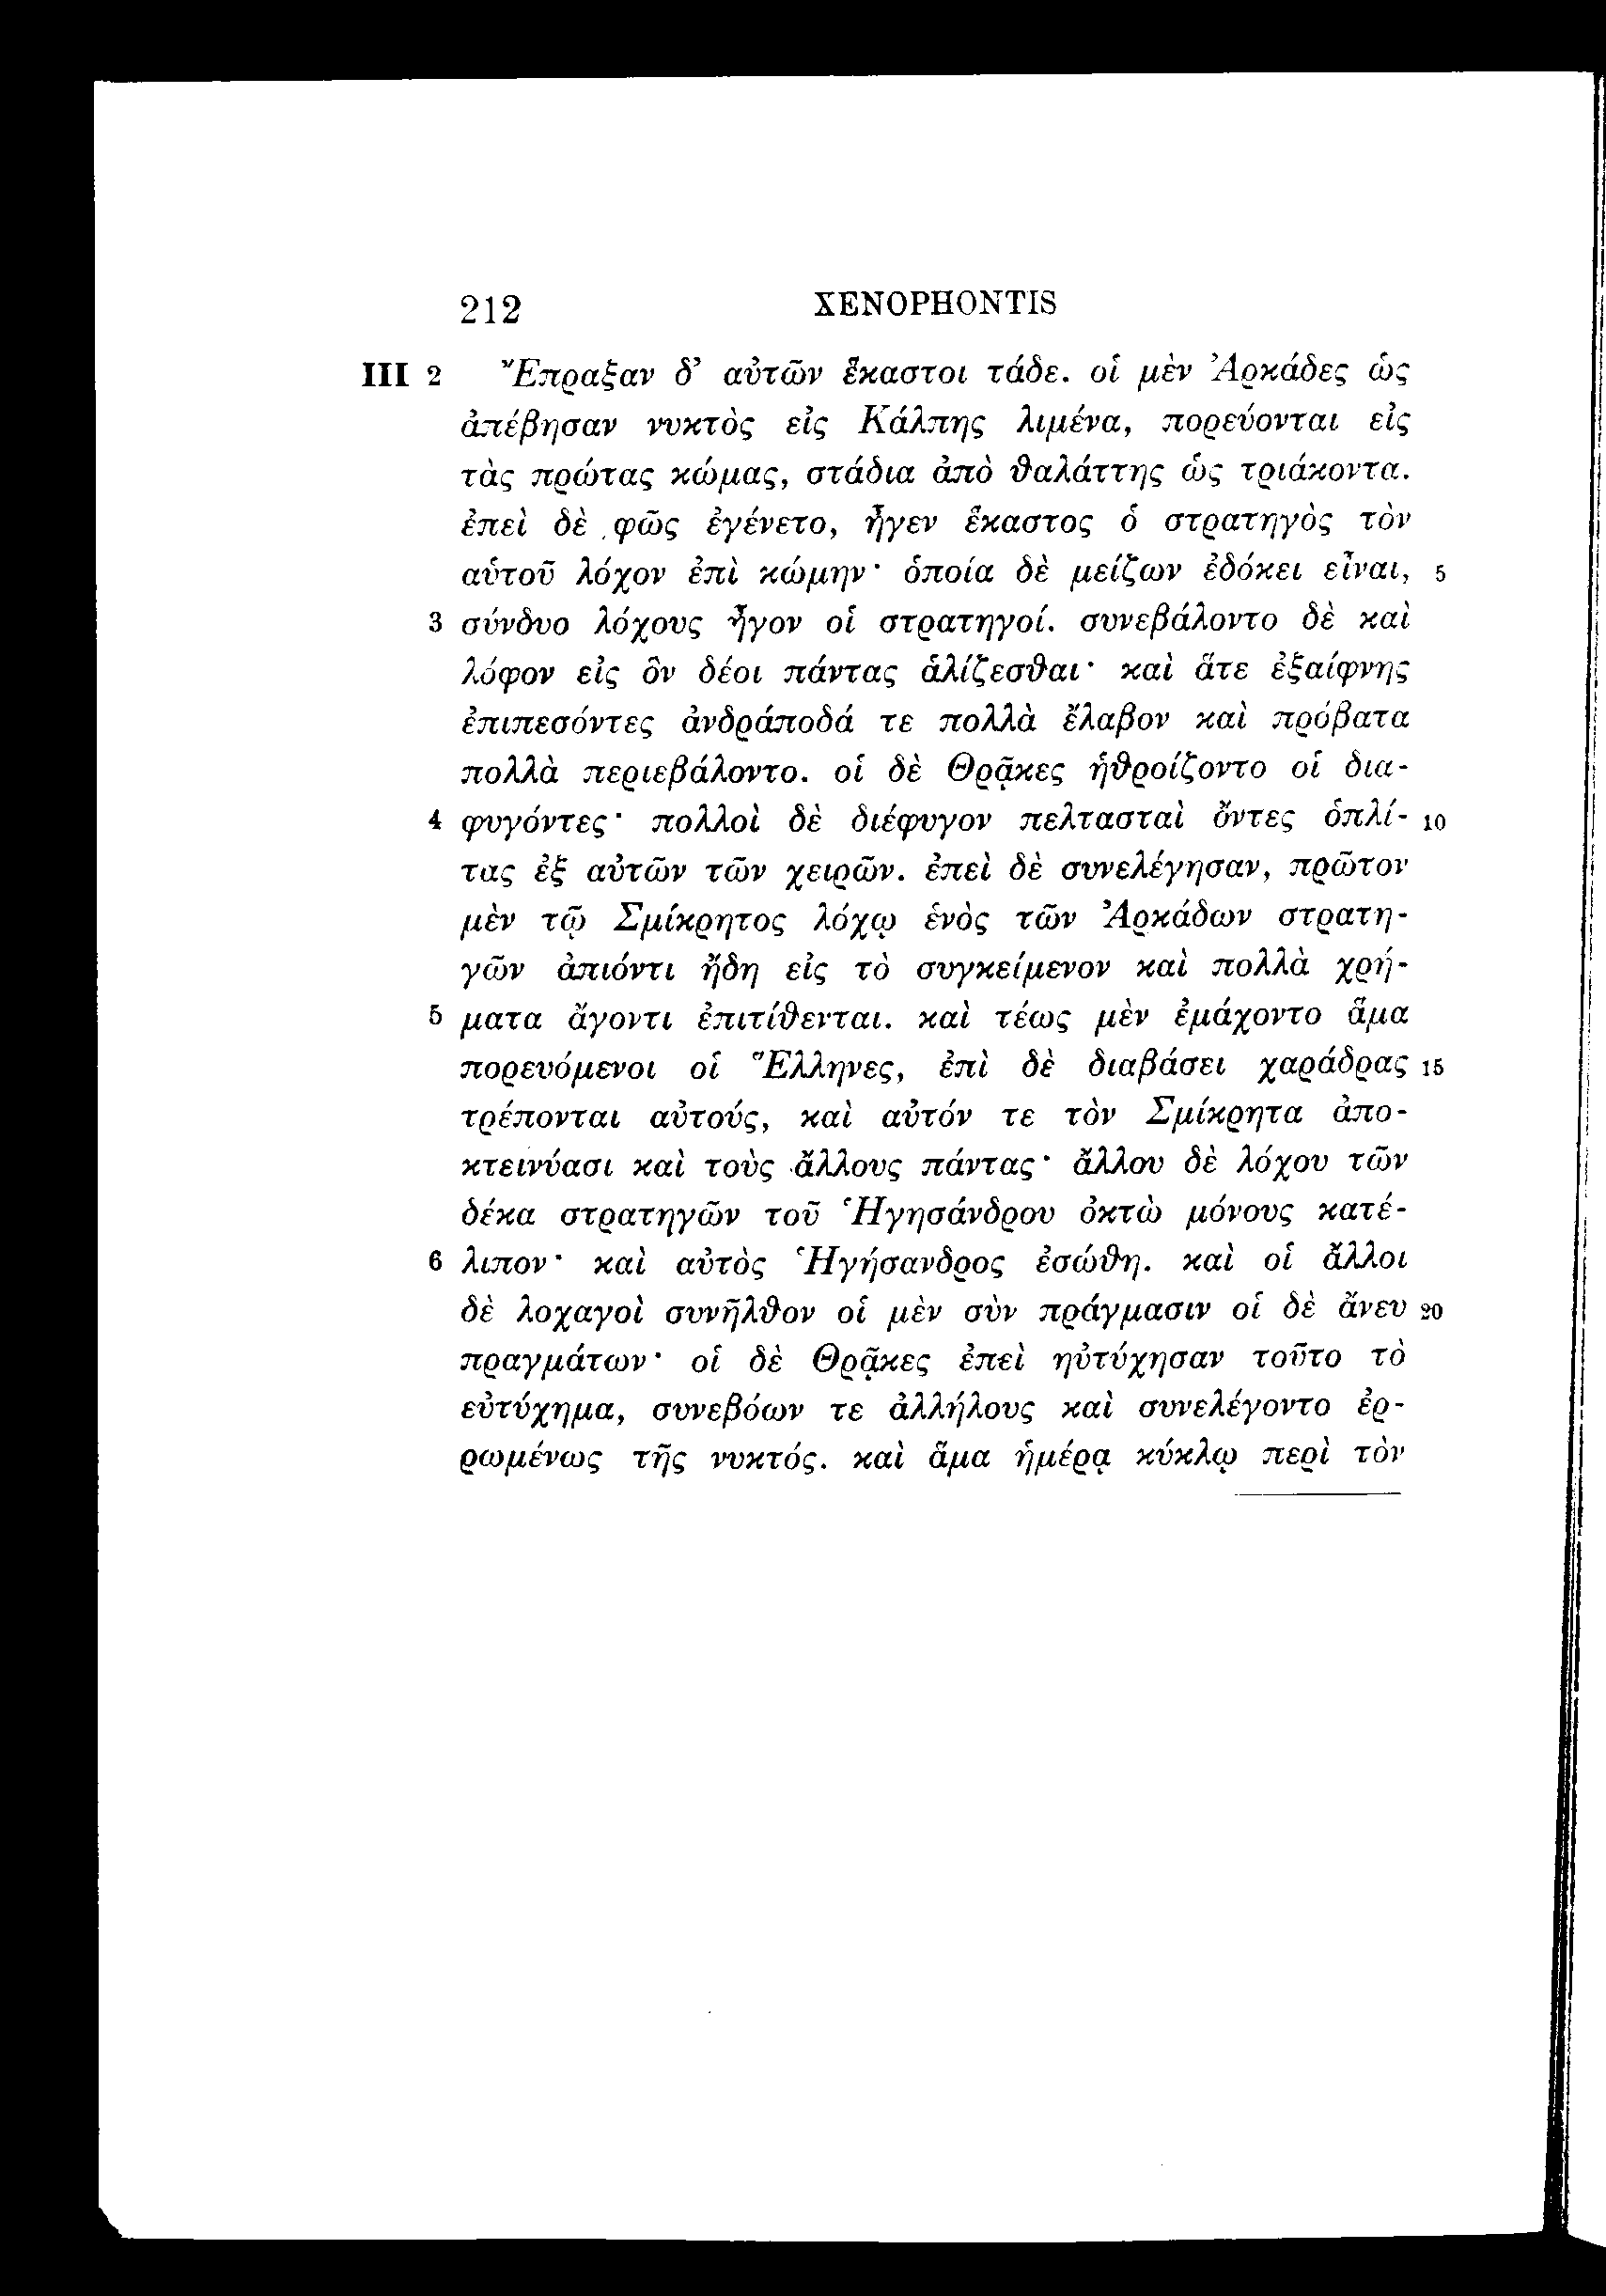 212 XENOPHONTIS
III 2 Ἔπραξαν δ’ αὐτῶν ἕκαστοι τάδε. οἱ μὲν Ἀρκάδες ὡς
ἀπέβησαν νυκτὸς εἰς Κάλπης λιμένα, πορεύονται εἰς
τὰς πρώτας κώμας, στάδια ἀπὸ θαλάττης ὡς τριάκοντα.
ἐπεὶ δὲ φῶς ἐγένετο, ἦγεν ἕκαστος ὁ στρατηγὸς τὸν
αὑτοῦ λόχον ἐπὶ κώμην· ὁποία δὲ μείζων ἐδόκει εἶναι, 5
3 σύνδυο λόχους ἦγον οἱ στρατηγοί. συνεβάλοντο δὲ καὶ
λόφον εἰς ὃν δέοι πάντας ἁλίζεσθαι· καὶ ἅτε ἐξαίφνης
ἐπιπεσόντες ἀνδράποδά τε πολλὰ ἔλαβον καὶ πρόβατα
πολλὰ περιεβάλοντο. οἱ δὲ Θρᾷκες ἡθροίζοντο οἱ δια-
4 φυγόντες· πολλοὶ δὲ διέφυγον πελτασταὶ ὄντες ὁπλί- 10
τας ἐξ αὐτῶν τῶν χειρῶν. ἐπεὶ δὲ συνελέγησαν, πρῶτον
μὲν τῷ Σμίκρητος λόχῳ ἑνὸς τῶν Ἀρκάδων στρατη-
γῶν ἀπιόντι ἤδη εἰς τὸ συγκείμενον καὶ πολλὰ χρή-
5 ματα ἄγοντι ἐπιτίθενται. καὶ τέως μὲν ἐμάχοντο ἅμα
πορευόμενοι οἱ Ἕλληνες, ἐπὶ δὲ διαβάσει χαράδρας 15
τρέπονται αὐτούς, καὶ αὐτόν τε τὸν Σμίκρητα ἀπο-
κτεινύασι καὶ τοὺς ἄλλους πάντας· ἄλλου δὲ λόχου τῶν
δέκα στρατηγῶν τοῦ Ἡγησάνδρου ὀκτὼ μόνους κατέ-
6 λιπον· καὶ αὐτὸς Ἡγήσανδρος ἐσώθη. καὶ οἱ ἄλλοι
δὲ λοχαγοὶ συνῆλθον οἱ μὲν σὺν πράγμασιν οἱ δὲ ἄνευ 20
πραγμάτων· οἱ δὲ Θρᾷκες ἐπεὶ ηὐτύχησαν τοῦτο τὸ
εὐτύχημα, συνεβόων τε ἀλλήλους καὶ συνελέγοντο ἐρ-
ρωμένως τῆς νυκτός. καὶ ἅμα ἡμέρᾳ κύκλῳ περὶ τὸν